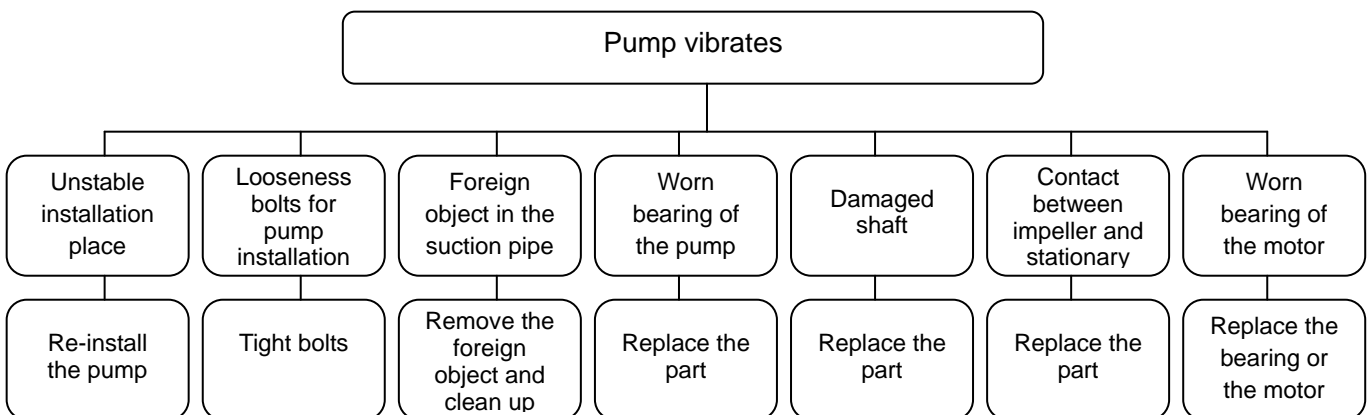 Pump vibrates
Unstable
installation
place
Looseness
bolts for
pump
installation
Foreign
object in the
suction pipe
Worn
bearing of
the pump
Damaged
shaft
Contact
between
impeller and
stationary
Worn
bearing of
the motor
Re-install
the pump
Tight bolts
Remove the
foreign
object and
clean up
Replace the
part
Replace the
part
Replace the
part
Replace the
bearing or
the motor